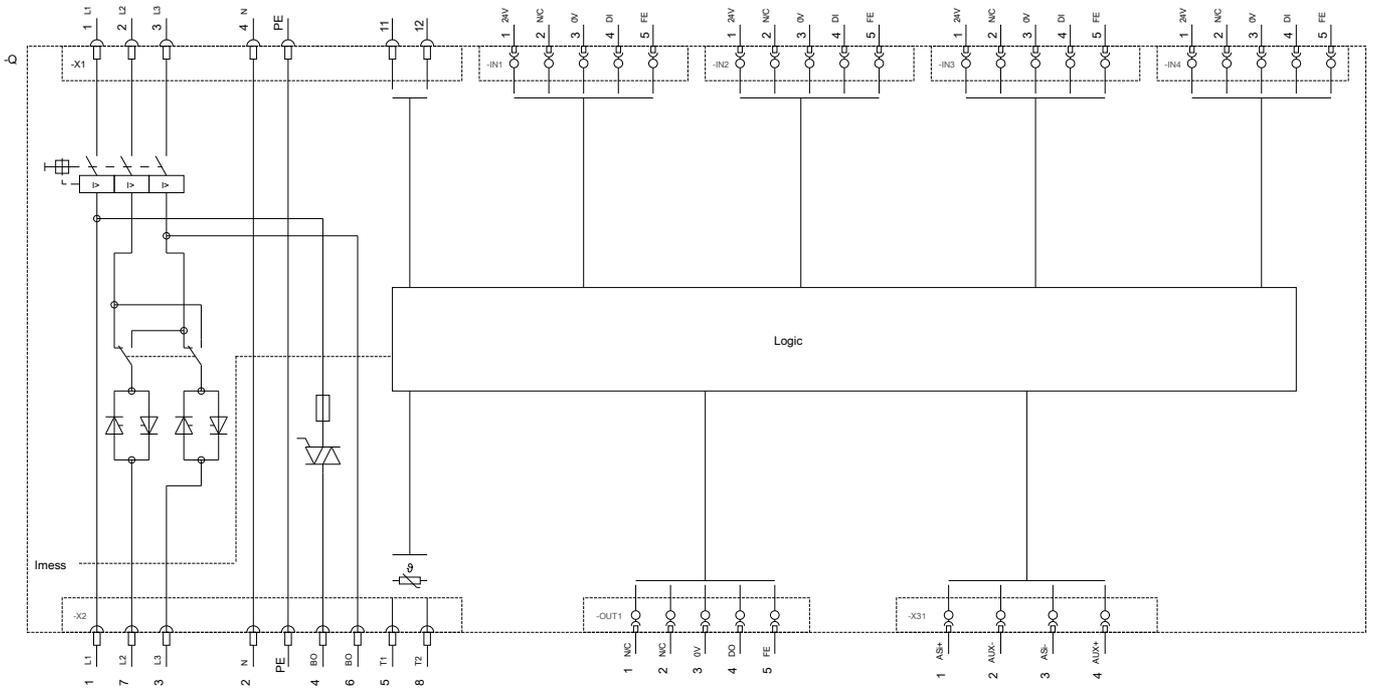 L1 L2 L3 N PE 11 12 24V N/C 0V DI FE 24V N/C 0V DI FE 24V N/C 0V DI FE 24V N/C 0V DI FE
1 2 3 4 1 2 3 4 5 1 2 3 4 5 1 2 3 4 5 1 2 3 4 5
-Q
-X1 -IN1 -IN2 -IN3 -IN4
I> I> I>
Logic
Imess
ϑ
-X2 -OUT1 -X31
L1 L2 L3 N PE BO BO T1 T2 N/C N/C 0V DO FE ASi+ AUX- ASi- AUX+
1 7 3 2 4 6 5 8 1 2 3 4 5 1 2 3 4